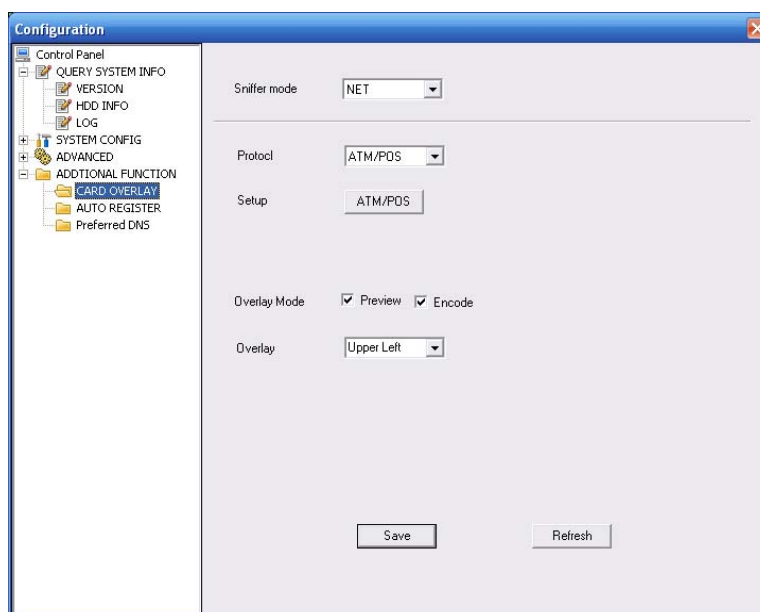 Configuration
Control Panel
QUERY SYSTEM INFO
VERSION
HDD INFO
LOG
SYSTEM CONFIG
ADVANCED
ADDTIONAL FUNCTION
CARD OVERLAY
AUTO REGISTER
Preferred DNS
Sniffer mode NET
Protocl ATM/POS
Setup ATM/POS
Overlay Mode Preview Encode
Overlay Upper Left
Save Refresh